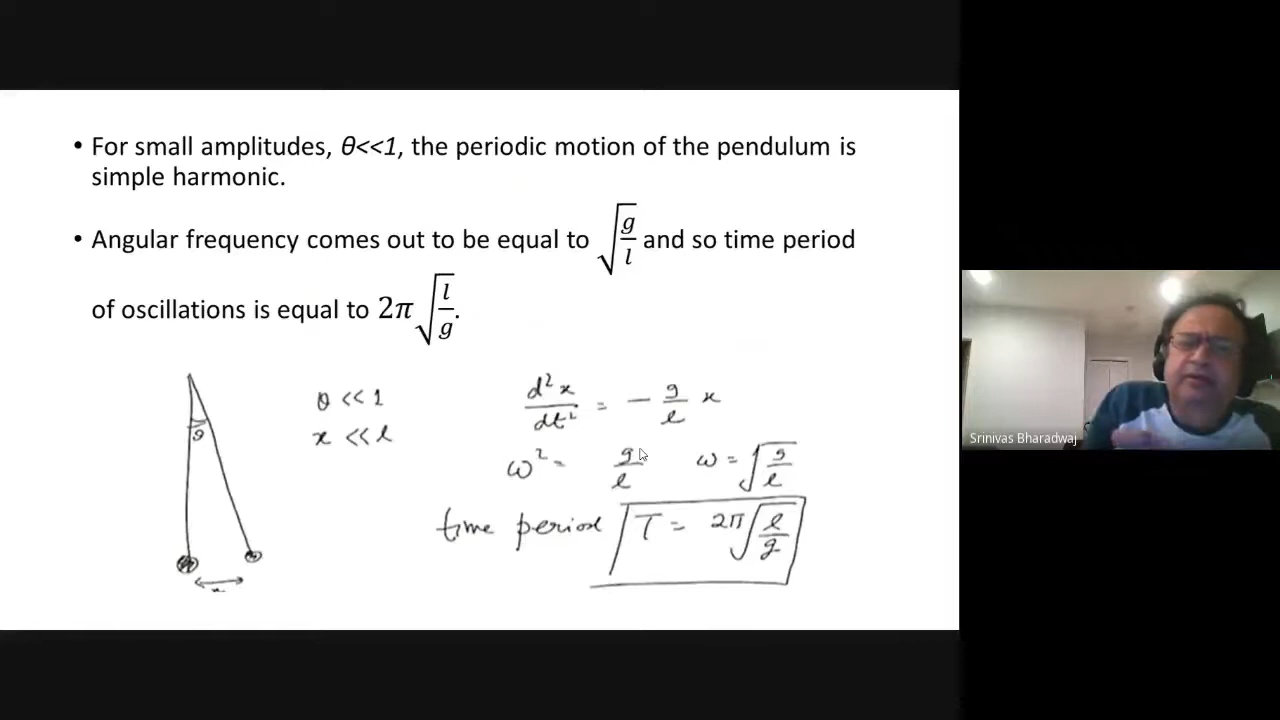 • For small amplitudes, θ<<1, the periodic motion of the pendulum is
simple harmonic.
• Angular frequency comes out to be equal to √(g/l) and so time period
of oscillations is equal to 2π √(l/g).
θ << 1
x << l
d²x/dt² = - g/l x
ω² = g/l ω = √(g/l)
time period T = 2π√(l/g)
θ
x
Srinivas Bharadwaj